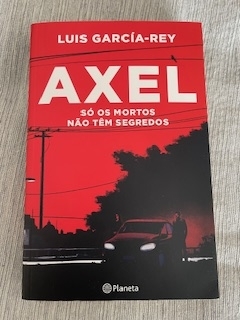 LUIS GARCÍA-REY
AXEL
SÓ OS MORTOS
NÃO TÊM SEGREDOS
Planeta